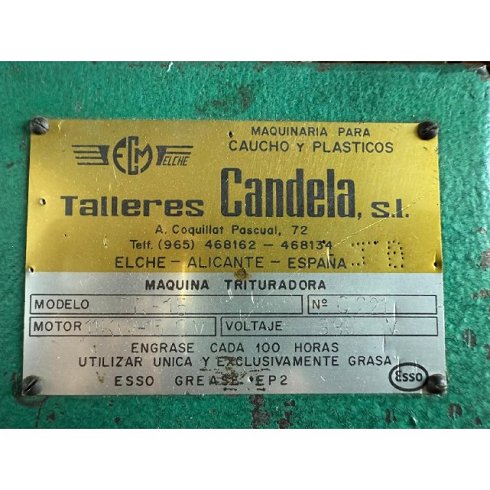 ECM ELCHE
MAQUINARIA PARA
CAUCHO Y PLASTICOS
Talleres Candela, s.l.
A. Coquillat Pascual, 72
Telf. (965) 468162 - 468134
ELCHE - ALICANTE - ESPAÑA
MAQUINA TRITURADORA
MODELO Nº
MOTOR VOLTAJE V
ENGRASE CADA 100 HORAS
UTILIZAR UNICA Y EXCLUSIVAMENTE GRASA
ESSO GREASE EP2
Esso